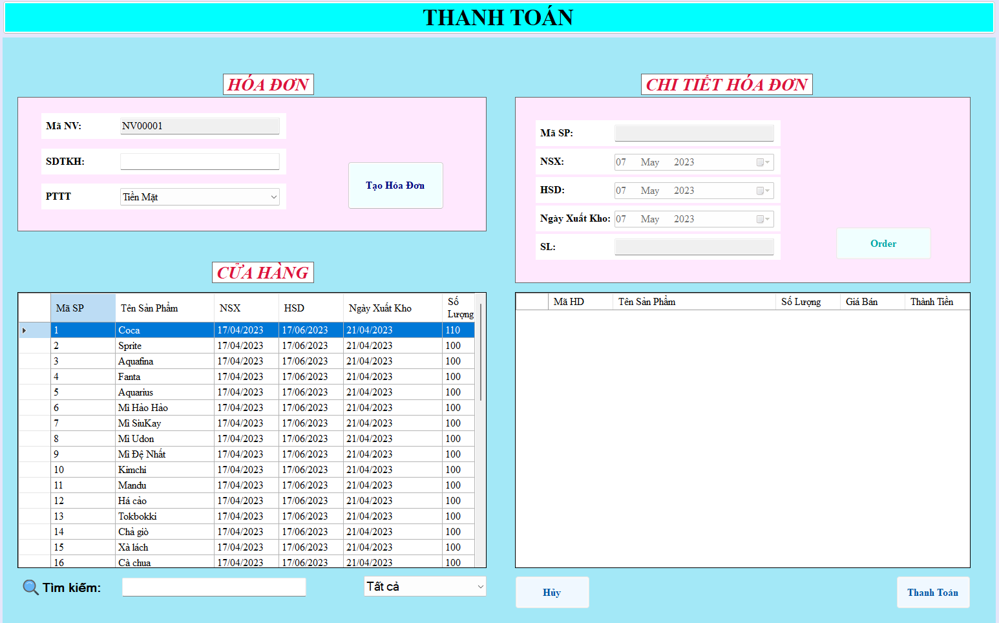 THANH TOÁN
HÓA ĐƠN
Mã NV: NV00001
SDTKH:
PTTT Tiền Mặt
Tạo Hóa Đơn
CHI TIẾT HÓA ĐƠN
Mã SP:
NSX: 07 May 2023
HSD: 07 May 2023
Ngày Xuất Kho: 07 May 2023
SL:
Order
CỬA HÀNG
Mã SP Tên Sản Phẩm NSX HSD Ngày Xuất Kho Số Lượng
1 Coca 17/04/2023 17/06/2023 21/04/2023 110
2 Sprite 17/04/2023 17/06/2023 21/04/2023 100
3 Aquafina 17/04/2023 17/06/2023 21/04/2023 100
4 Fanta 17/04/2023 17/06/2023 21/04/2023 100
5 Aquarius 17/04/2023 17/06/2023 21/04/2023 100
6 Mì Hảo Hảo 17/04/2023 17/06/2023 21/04/2023 100
7 Mì SiuKay 17/04/2023 17/06/2023 21/04/2023 100
8 Mì Udon 17/04/2023 17/06/2023 21/04/2023 100
9 Mì Đệ Nhất 17/04/2023 17/06/2023 21/04/2023 100
10 Kimchi 17/04/2023 17/06/2023 21/04/2023 100
11 Mandu 17/04/2023 17/06/2023 21/04/2023 100
12 Há cảo 17/04/2023 17/06/2023 21/04/2023 100
13 Tokbokki 17/04/2023 17/06/2023 21/04/2023 100
14 Chả giò 17/04/2023 17/06/2023 21/04/2023 100
15 Xà lách 17/04/2023 17/06/2023 21/04/2023 100
16 Cà chua 17/04/2023 17/06/2023 21/04/2023 100
Tìm kiếm: Tất cả
Mã HD Tên Sản Phẩm Số Lượng Giá Bán Thành Tiền
Hủy Thanh Toán